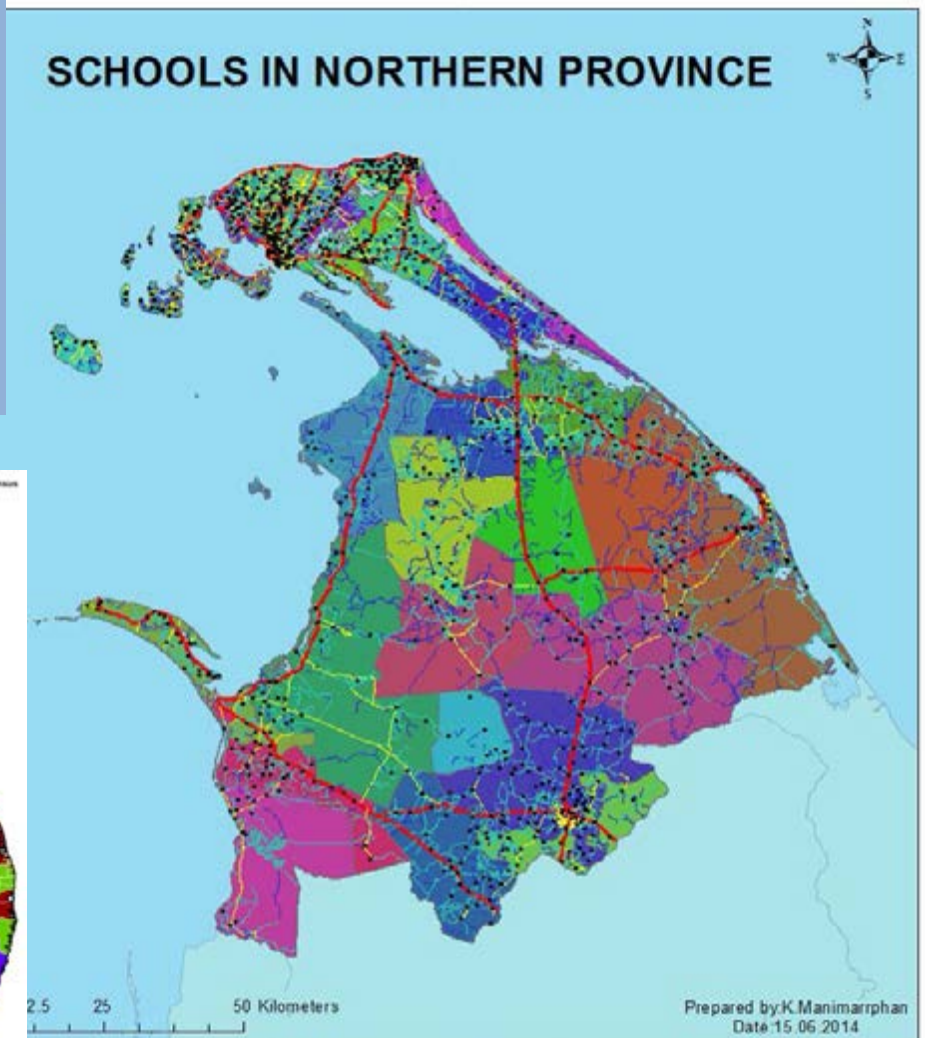 SCHOOLS IN NORTHERN PROVINCE
N
W E
S
2.5 25 50 Kilometers
Prepared by:K.Manimarrphan
Date:15.06.2014